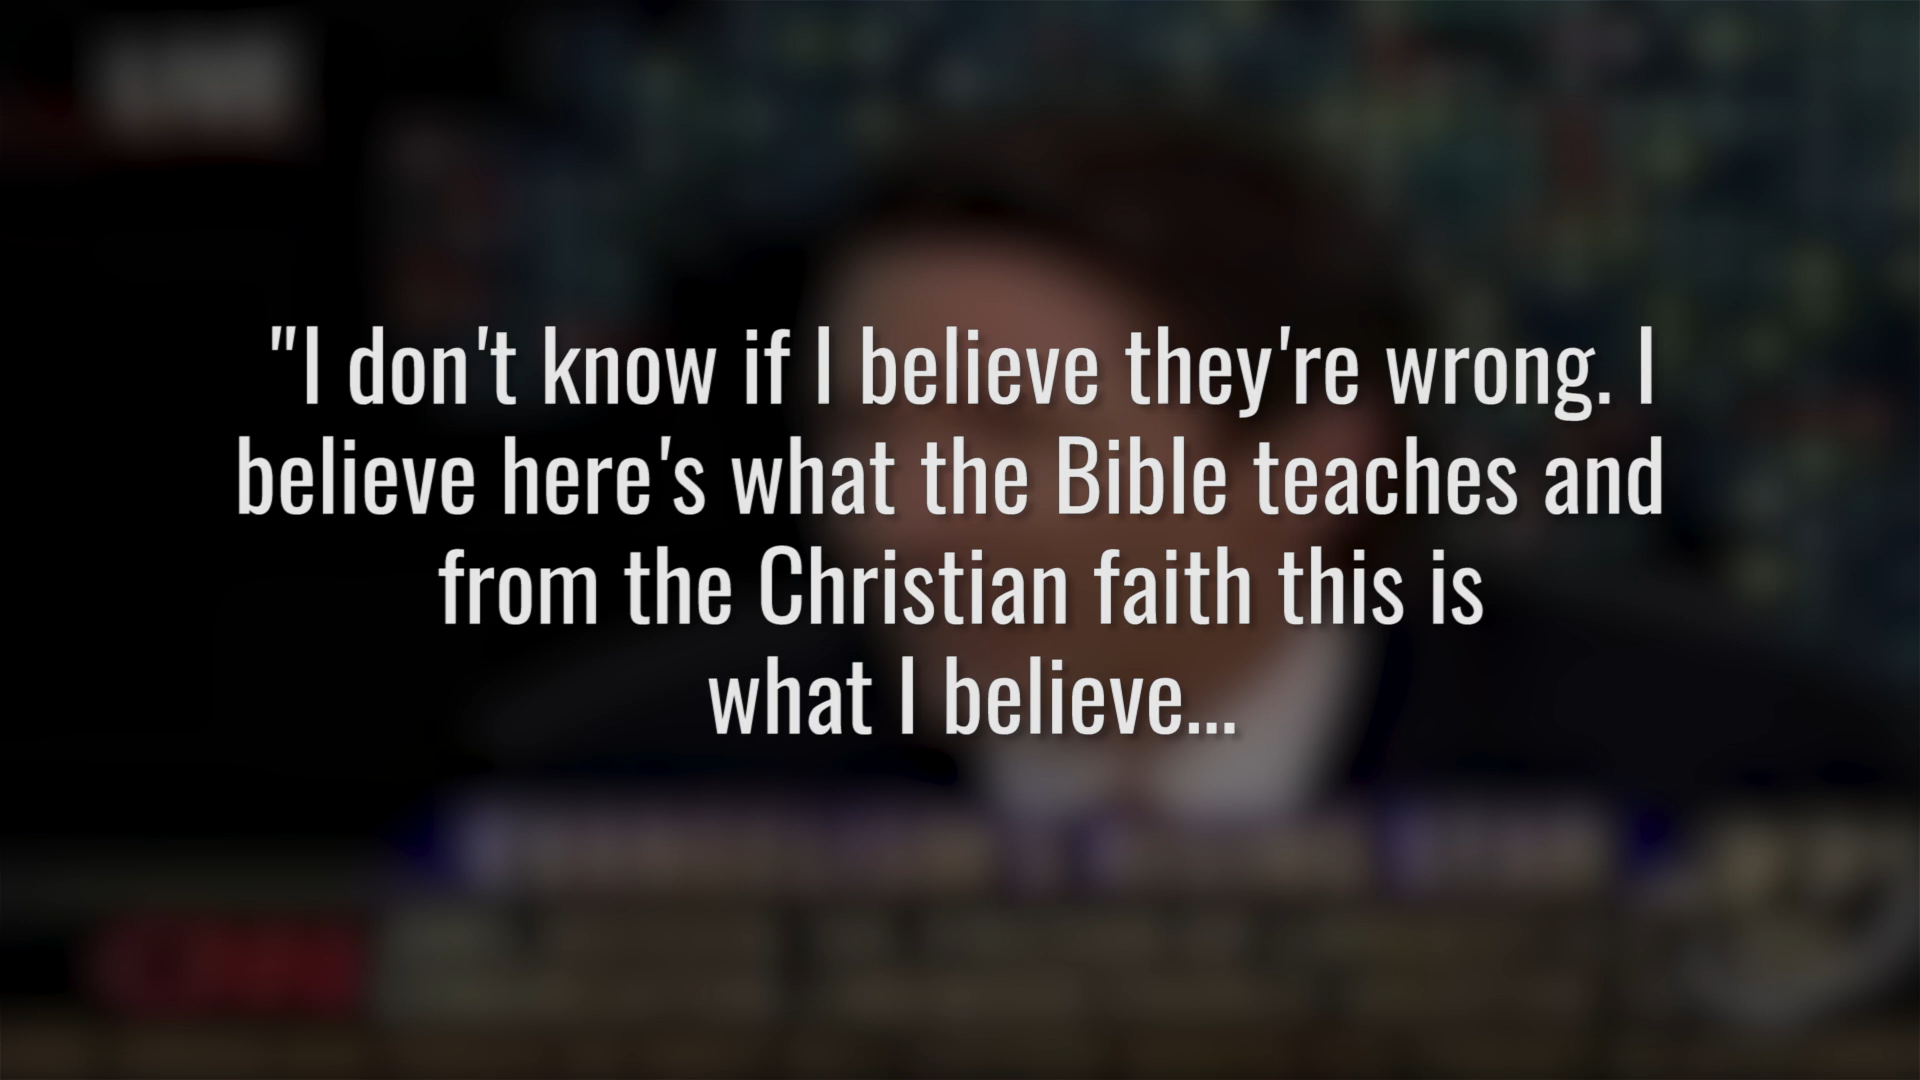 "I don't know if I believe they're wrong. I
believe here's what the Bible teaches and
from the Christian faith this is
what I believe...